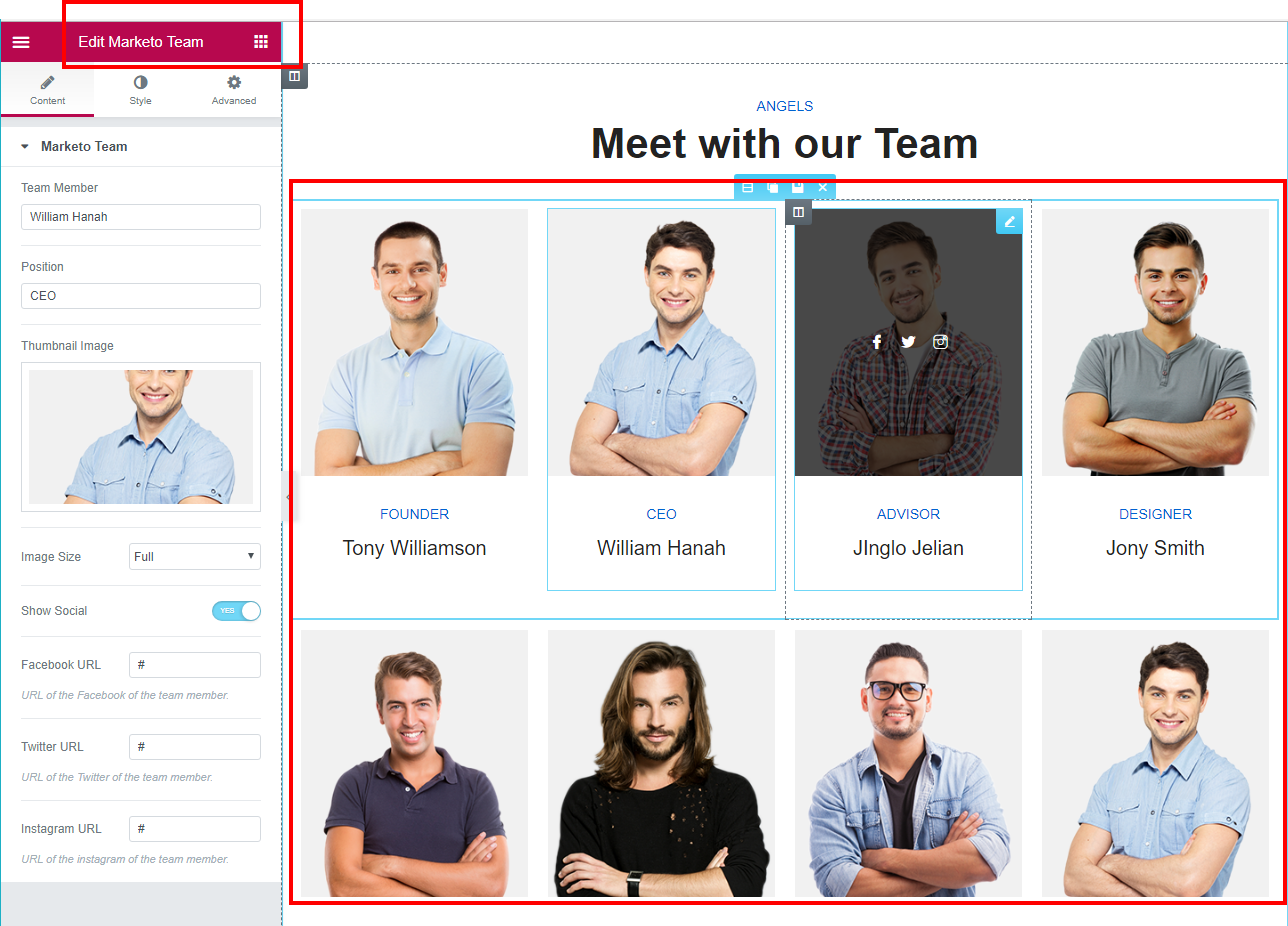 Edit Marketo Team
Content
Style
Advanced
Marketo Team
Team Member
William Hanah
Position
CEO
Thumbnail Image
Image Size
Full
Show Social
YES
Facebook URL
#
URL of the Facebook of the team member.
Twitter URL
#
URL of the Twitter of the team member.
Instagram URL
#
URL of the instagram of the team member.
ANGELS
Meet with our Team
FOUNDER
Tony Williamson
CEO
William Hanah
ADVISOR
JInglo Jelian
DESIGNER
Jony Smith